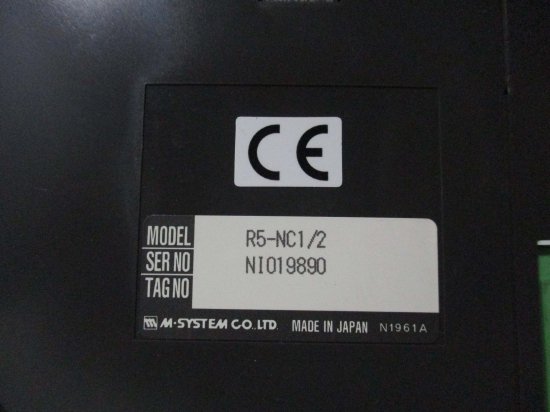 CE
MODEL R5-NC1/2
SER NO NI019890
TAG NO
M-SYSTEM CO.,LTD. MADE IN JAPAN N1961A